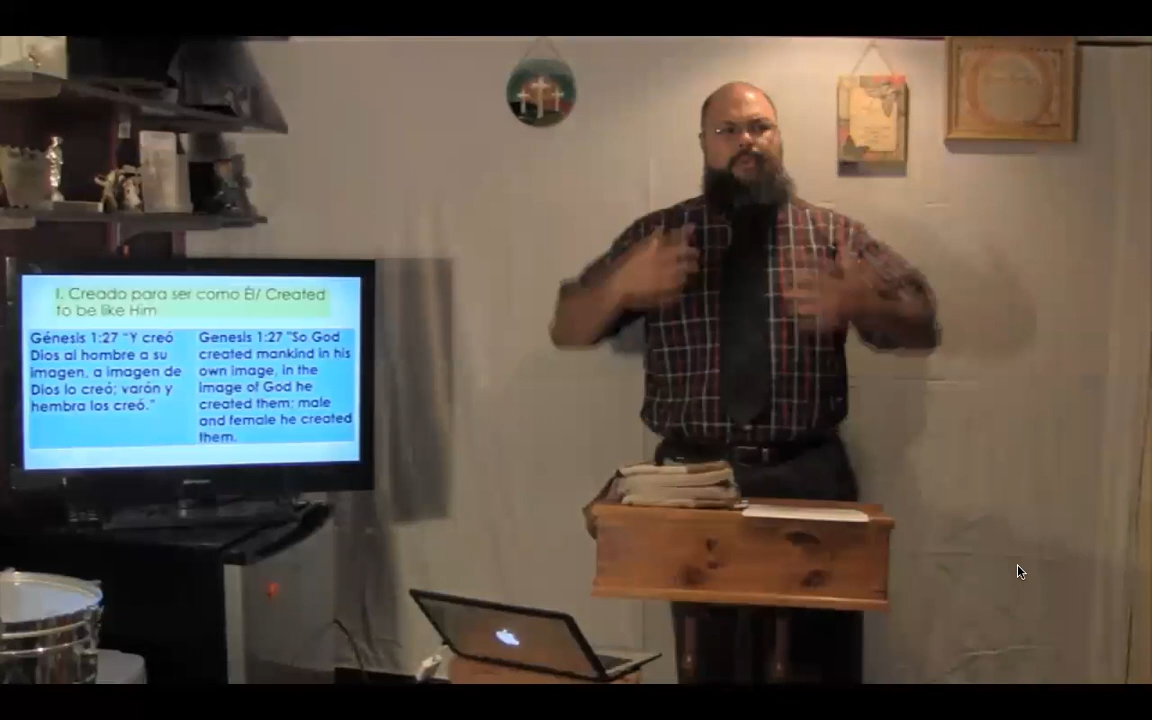 I. Creado para ser como Él/ Created
to be like Him
Génesis 1:27 "Y creó
Dios al hombre a su
imagen, a imagen de
Dios lo creó; varón y
hembra los creó."
Genesis 1:27 "So God
created mankind in his
own image, in the
image of God he
created them; male
and female he created
them.